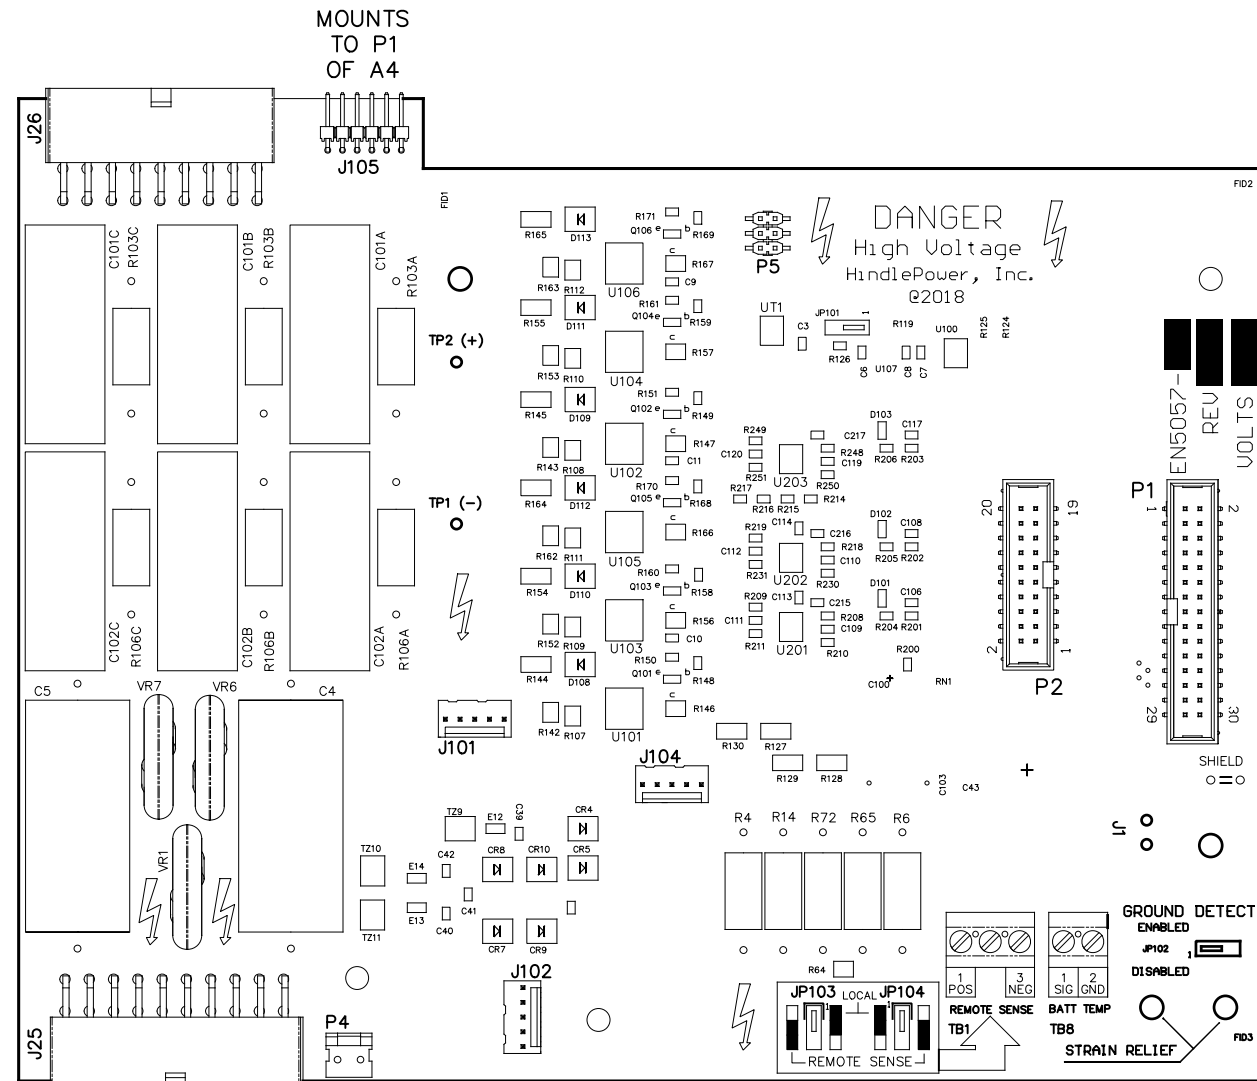 MOUNTS
TO P1
OF A4
J26
J105
FID1
FID2
C101C
R103C
C101B
R103B
C101A
R103A
R165
D113
R171
Q106 e b
R169
c
R163
R112
U106
R167
C9
P5
DANGER
High Voltage
HindlePower, Inc.
©2018
R155
D111
R161
Q104 e b
R159
c
TP2 (+)
R153
R110
U104
R157
UT1
C3
JP101
1
R126
C6
U107
R119
C8
C7
U100
R125
R124
R145
D109
R151
Q102 e b
R149
c
R143
R108
U102
R147
C11
R249
C120
R251
U203
C217
R248
C119
R250
D103
C117
R206
R203
EN5057-
REV
VOLTS
TP1 (-)
R164
D112
R170
Q105 e b
R168
c
R217
R216
R215
R214
R162
R111
U105
R166
R219
C114
C112
R231
U202
C216
R218
C110
R230
D102
C108
R205
R202
20
19
2
1
P2
P1
1
2
29
30
R154
D110
R160
Q103 e b
R158
c
R152
R109
U103
R156
C10
R209
C113
C111
R211
U201
C215
R208
C109
R210
D101
C106
R204
R201
R200
C100
RN1
C102C
R106C
C102B
R106B
C102A
R106A
R144
D108
R150
Q101 e b
R148
c
R142
R107
U101
R146
C5
VR7
VR6
C4
J101
J104
R130
R127
R129
R128
C103
C43
SHIELD
J1
VR1
TZ9
E12
C39
CR4
TZ10
E14
C42
CR8
CR10
CR5
TZ11
E13
C40
C41
CR7
CR9
R4
R14
R72
R65
R6
R64
J102
J25
P4
JP103
LOCAL
JP104
1
1
REMOTE SENSE
1
POS
3
NEG
REMOTE SENSE
TB1
1
SIG
2
GND
BATT TEMP
TB8
GROUND DETECT
ENABLED
JP102
1
DISABLED
STRAIN RELIEF
FID3